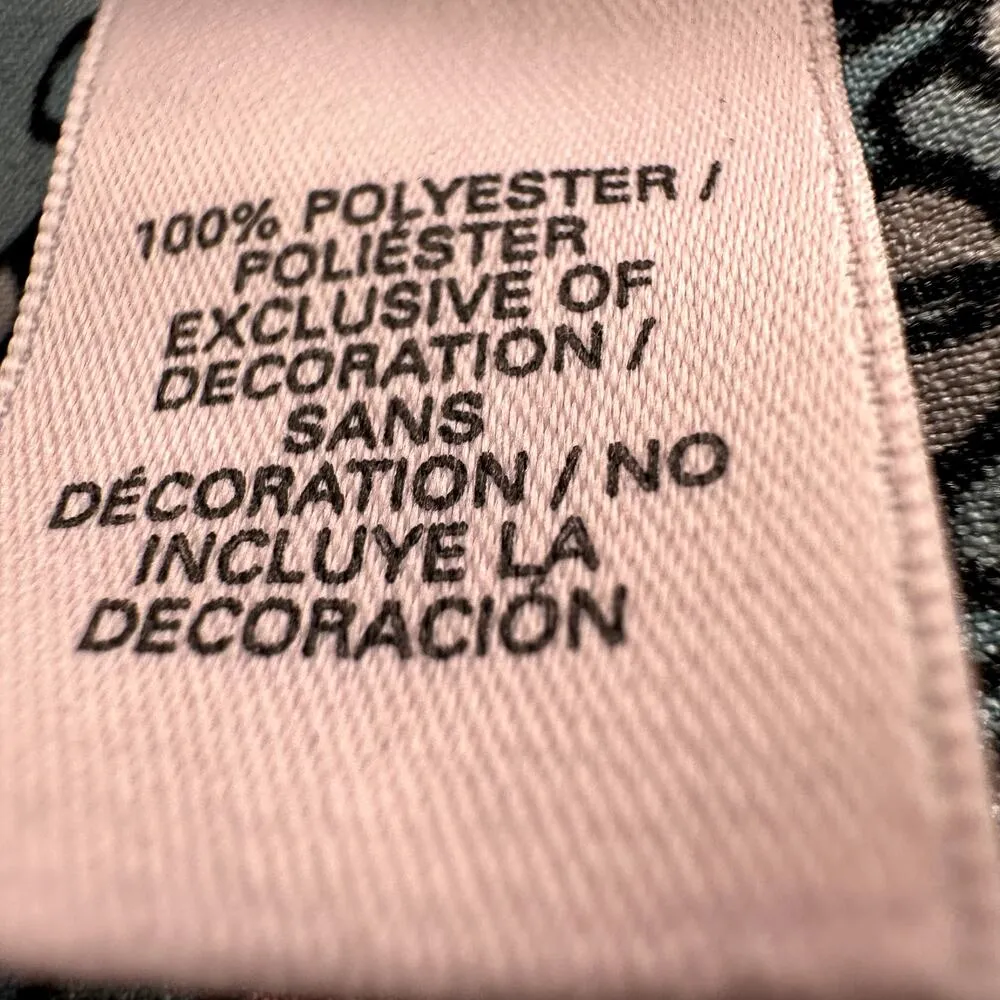 100% POLYESTER /
POLIÉSTER
EXCLUSIVE OF
DECORATION /
SANS
DÉCORATION / NO
INCLUYE LA
DECORACIÓN